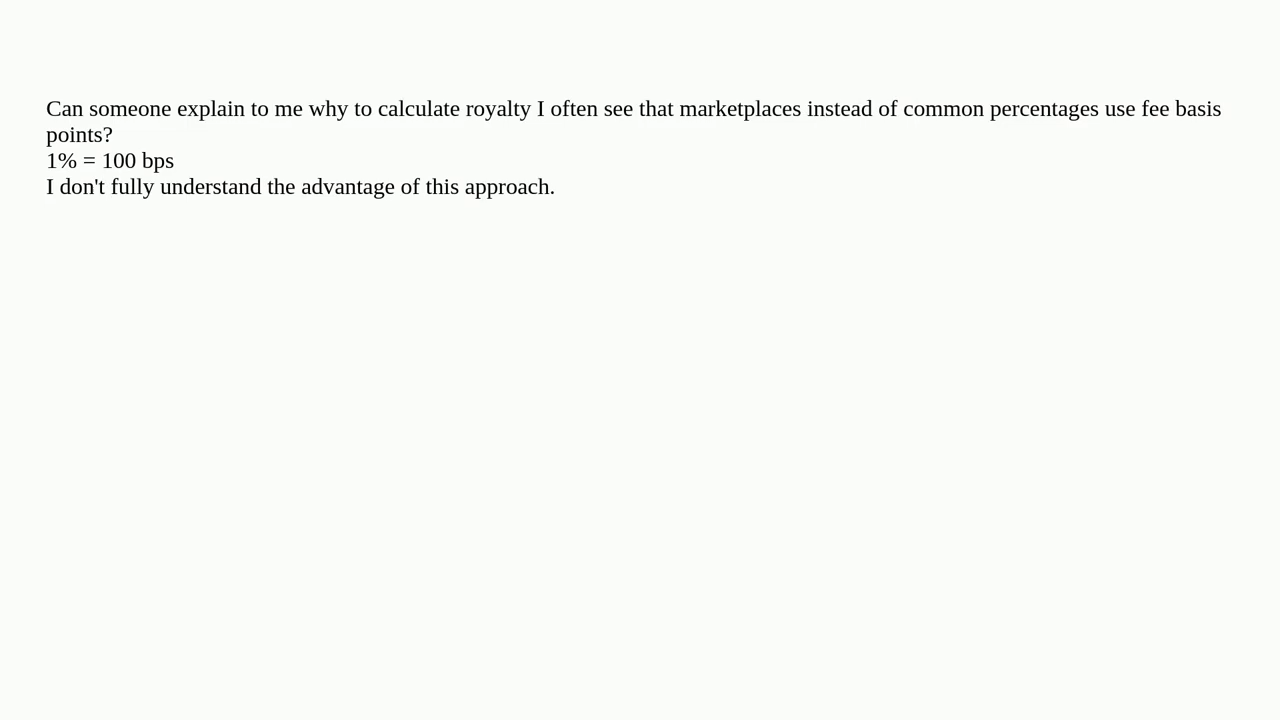 Can someone explain to me why to calculate royalty I often see that marketplaces instead of common percentages use fee basis
points?
1% = 100 bps
I don't fully understand the advantage of this approach.